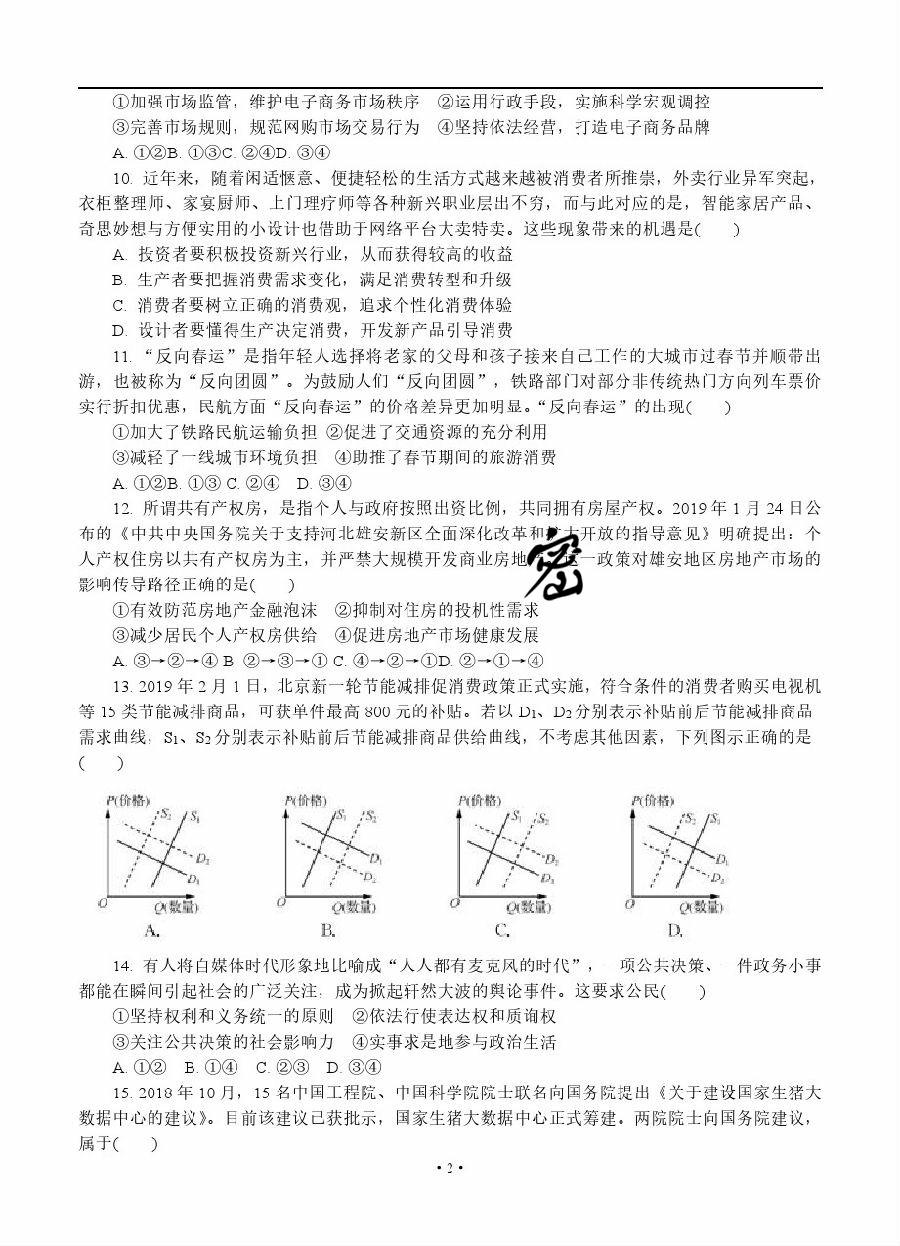 ①加强市场监管，维护电子商务市场秩序　②运用行政手段，实施科学宏观调控
③完善市场规则，规范网购市场交易行为　④坚持依法经营，打造电子商务品牌
A. ①②B. ①③C. ②④D. ③④
10. 近年来，随着闲适惬意、便捷轻松的生活方式越来越被消费者所推崇，外卖行业异军突起，
衣柜整理师、家宴厨师、上门理疗师等各种新兴职业层出不穷，而与此对应的是，智能家居产品、
奇思妙想与方便实用的小设计也借助于网络平台大卖特卖。这些现象带来的机遇是(　　)
A. 投资者要积极投资新兴行业，从而获得较高的收益
B. 生产者要把握消费需求变化，满足消费转型和升级
C. 消费者要树立正确的消费观，追求个性化消费体验
D. 设计者要懂得生产决定消费，开发新产品引导消费
11. “反向春运”是指年轻人选择将老家的父母和孩子接来自己工作的大城市过春节并顺带出
游，也被称为“反向团圆”。为鼓励人们“反向团圆”，铁路部门对部分非传统热门方向列车票价
实行折扣优惠，民航方面“反向春运”的价格差异更加明显。“反向春运”的出现(　　)
①加大了铁路民航运输负担 ②促进了交通资源的充分利用
③减轻了一线城市环境负担　④助推了春节期间的旅游消费
A. ①②B. ①③ C. ②④　D. ③④
12. 所谓共有产权房，是指个人与政府按照出资比例，共同拥有房屋产权。2019 年 1 月 24 日公
布的《中共中央国务院关于支持河北雄安新区全面深化改革和扩大开放的指导意见》明确提出：个
人产权住房以共有产权房为主，并严禁大规模开发商业房地 一政策对雄安地区房地产市场的
影响传导路径正确的是(　　)
密
①有效防范房地产金融泡沫　②抑制对住房的投机性需求
③减少居民个人产权房供给　④促进房地产市场健康发展
A. ③→②→④ B ②→③→① C. ④→②→①D. ②→①→④
13. 2019 年 2 月 1 日，北京新一轮节能减排促消费政策正式实施，符合条件的消费者购买电视机
等 15 类节能减排商品，可获单件最高 800 元的补贴。若以 D₁、D₂分别表示补贴前后节能减排商品
需求曲线，S₁、S₂分别表示补贴前后节能减排商品供给曲线，不考虑其他因素，下列图示正确的是
(　　)
P(价格) S₂ S₁ D₂ D₁ O Q(数量)
P(价格) S₁ S₂ D₁ D₂ O Q(数量)
P(价格) S₁ S₂ D₂ D₁ O Q(数量)
P(价格) S₂ S₁ D₁ D₂ O Q(数量)
A. B. C. D.
14. 有人将自媒体时代形象地比喻成“人人都有麦克风的时代”， 项公共决策、 件政务小事
都能在瞬间引起社会的广泛关注，成为掀起轩然大波的舆论事件。这要求公民(　　)
①坚持权利和义务统一的原则　②依法行使表达权和质询权
③关注公共决策的社会影响力　④实事求是地参与政治生活
A. ①②　B. ①④　C. ②③　D. ③④
15. 2018 年 10 月，15 名中国工程院、中国科学院院士联名向国务院提出《关于建设国家生猪大
数据中心的建议》。目前该建议已获批示，国家生猪大数据中心正式筹建。两院院士向国务院建议，
属于(　　)
·2·